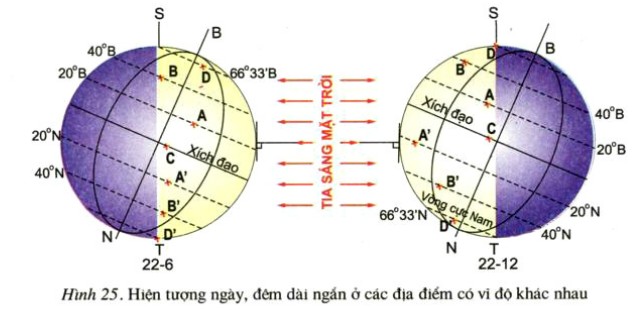 S
B
40°B
20°B
B
D
66°33'B
A
Xích đạo
20°N
C
A'
40°N
B'
N
D'
T
22-6
TIA SÁNG MẶT TRỜI
S
D
B
B
A
Xích đạo
40°B
C
A'
20°B
B'
Vòng cực Nam
66°33'N
20°N
D'
40°N
N
T
22-12
Hình 25. Hiện tượng ngày, đêm dài ngắn ở các địa điểm có vĩ độ khác nhau